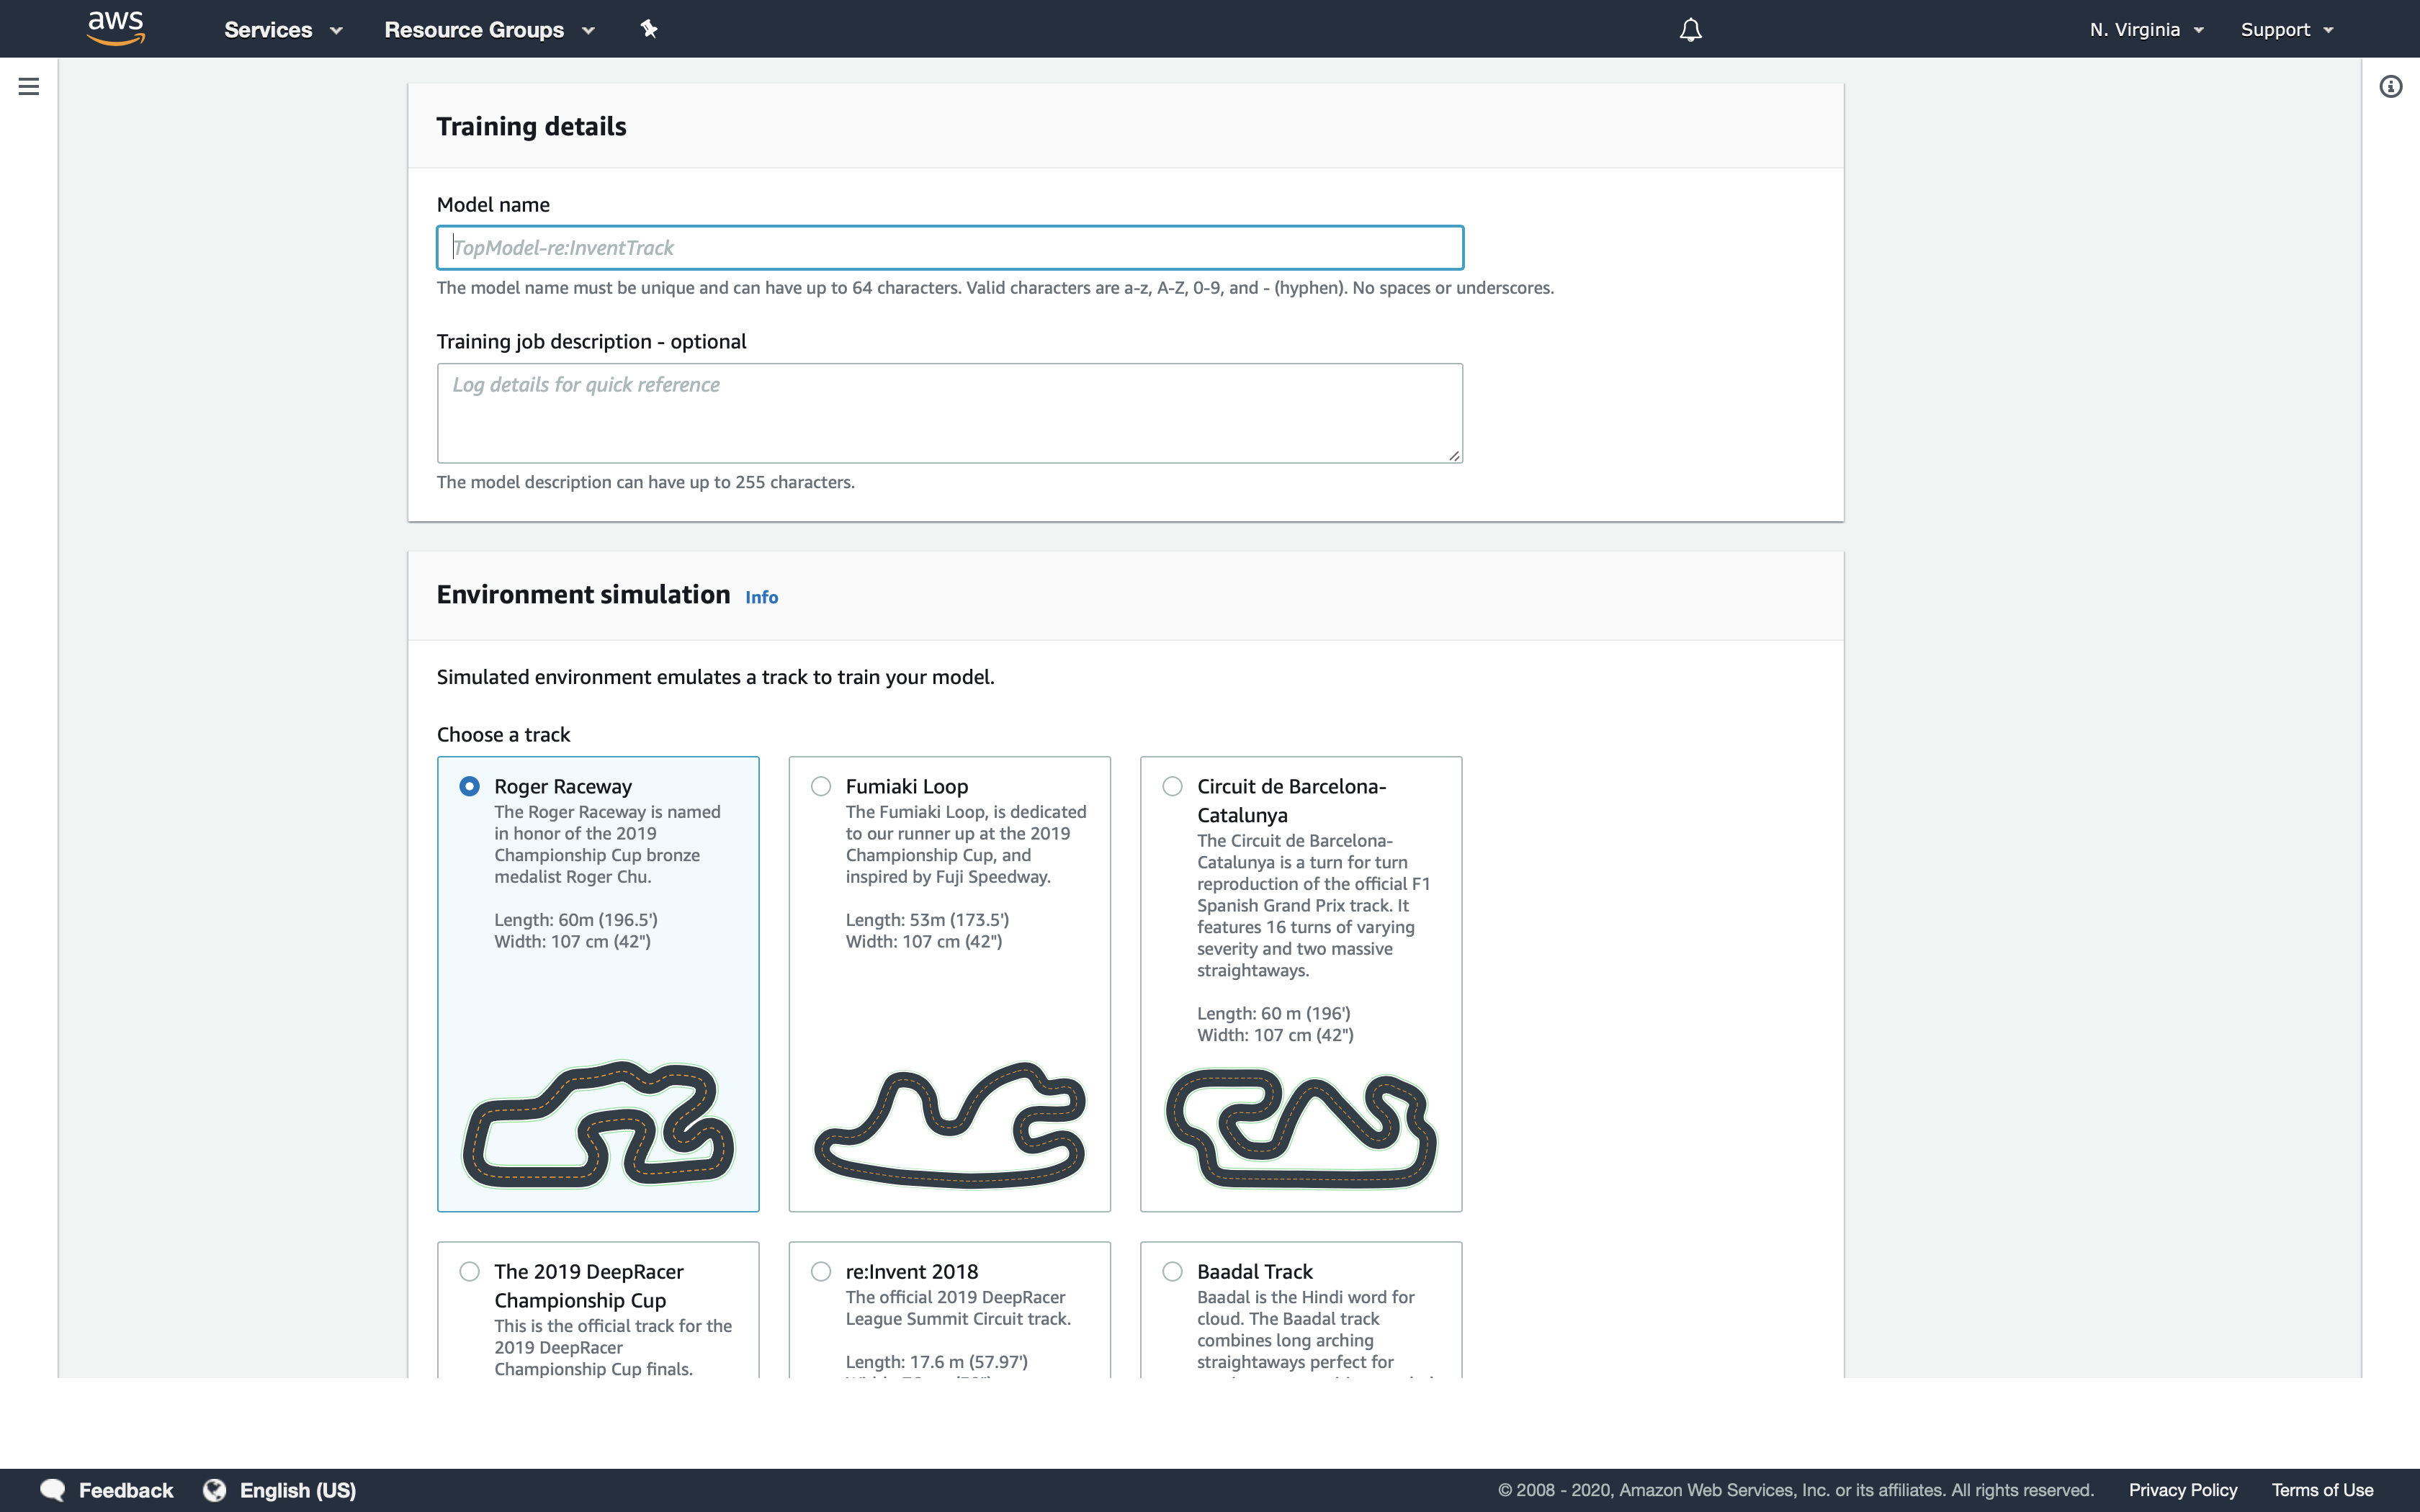 aws Services Resource Groups N. Virginia Support
Training details
Model name
TopModel-re:InventTrack
The model name must be unique and can have up to 64 characters. Valid characters are a-z, A-Z, 0-9, and - (hyphen). No spaces or underscores.
Training job description - optional
Log details for quick reference
The model description can have up to 255 characters.
Environment simulation Info
Simulated environment emulates a track to train your model.
Choose a track
Roger Raceway
The Roger Raceway is named
in honor of the 2019
Championship Cup bronze
medalist Roger Chu.
Length: 60m (196.5')
Width: 107 cm (42")
Fumiaki Loop
The Fumiaki Loop, is dedicated
to our runner up at the 2019
Championship Cup, and
inspired by Fuji Speedway.
Length: 53m (173.5')
Width: 107 cm (42")
Circuit de Barcelona-
Catalunya
The Circuit de Barcelona-
Catalunya is a turn for turn
reproduction of the official F1
Spanish Grand Prix track. It
features 16 turns of varying
severity and two massive
straightaways.
Length: 60 m (196')
Width: 107 cm (42")
The 2019 DeepRacer
Championship Cup
This is the official track for the
2019 DeepRacer
Championship Cup finals.
re:Invent 2018
The official 2019 DeepRacer
League Summit Circuit track.
Length: 17.6 m (57.97')
Baadal Track
Baadal is the Hindi word for
cloud. The Baadal track
combines long arching
straightaways perfect for
Feedback English (US) © 2008 - 2020, Amazon Web Services, Inc. or its affiliates. All rights reserved. Privacy Policy Terms of Use